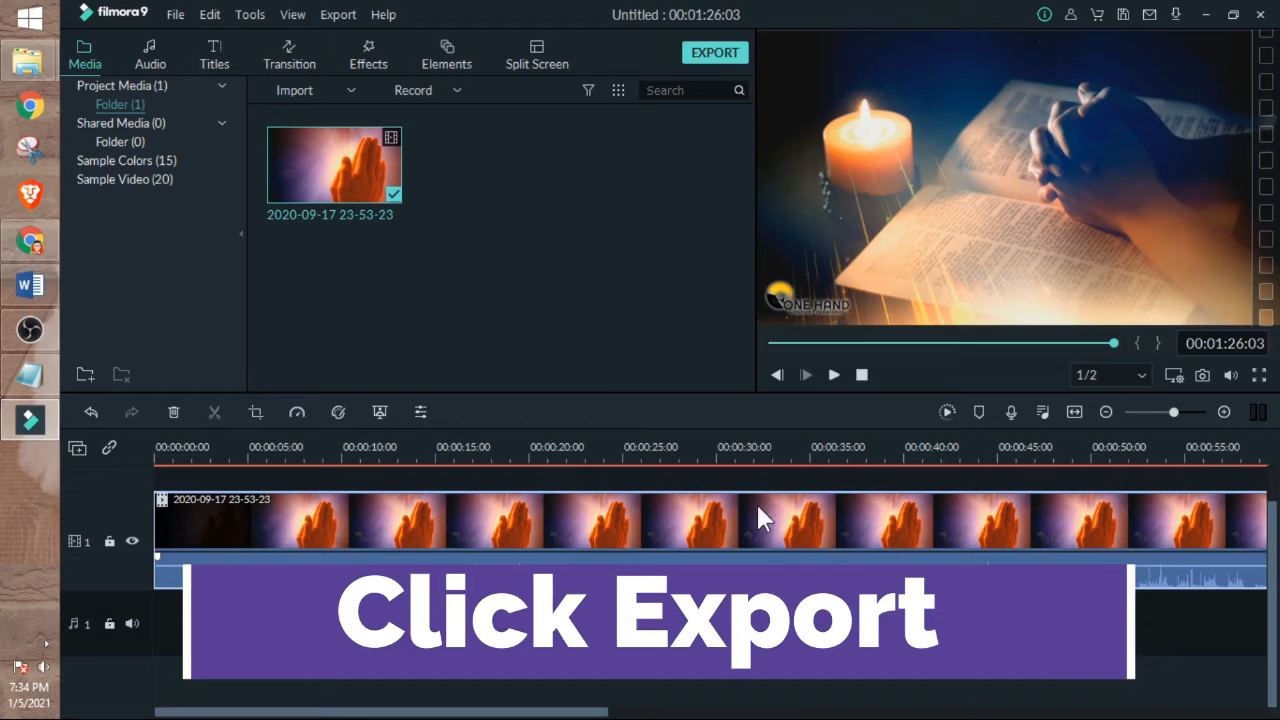 filmora9
File Edit Tools View Export Help
Untitled : 00:01:26:03
Media Audio Titles Transition Effects Elements Split Screen
EXPORT
Project Media (1)
Folder (1)
Shared Media (0)
Folder (0)
Sample Colors (15)
Sample Video (20)
Import Record
Search
2020-09-17 23-53-23
ONE HAND
00:01:26:03
1/2
00:00:00:00 00:00:05:00 00:00:10:00 00:00:15:00 00:00:20:00 00:00:25:00 00:00:30:00 00:00:35:00 00:00:40:00 00:00:45:00 00:00:50:00 00:00:55:00
2020-09-17 23-53-23
1
1
Click Export
7:34 PM
1/5/2021